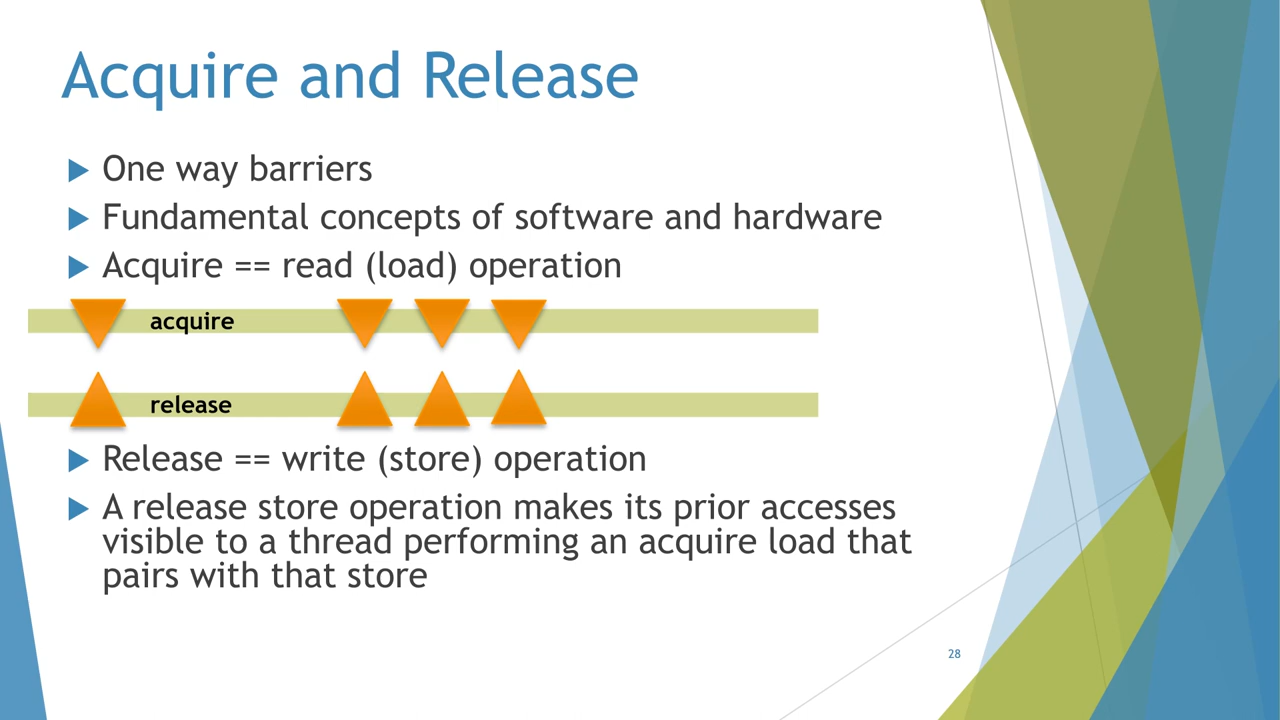 Acquire and Release
One way barriers
Fundamental concepts of software and hardware
Acquire == read (load) operation
acquire
release
Release == write (store) operation
A release store operation makes its prior accesses
visible to a thread performing an acquire load that
pairs with that store
28